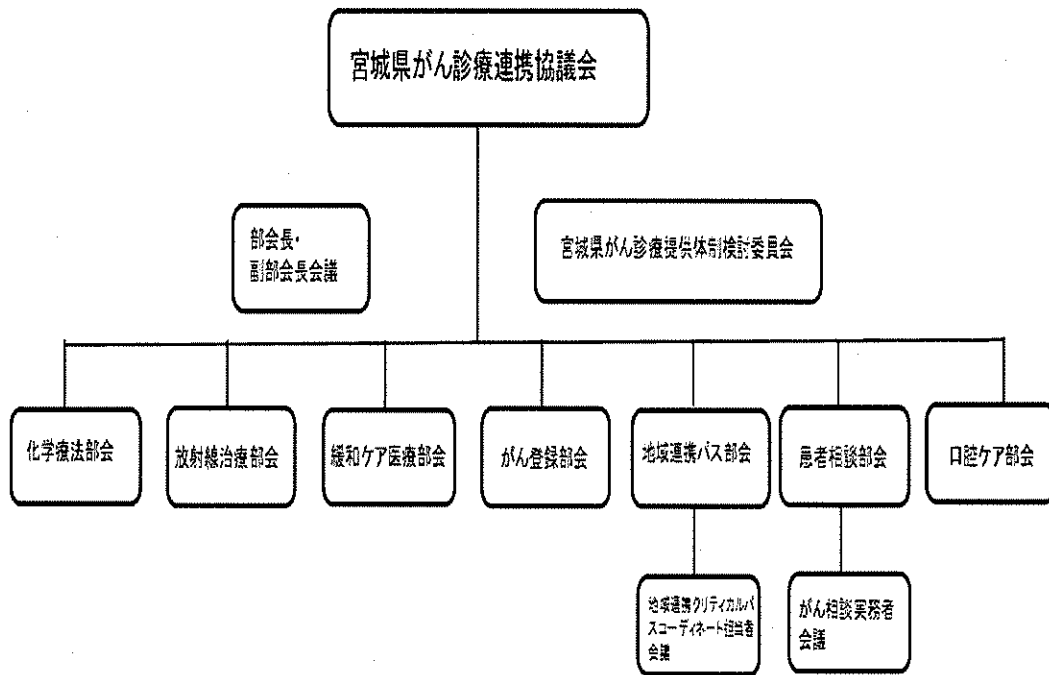 宮城県がん診療連携協議会
部会長・
副部会長会議
宮城県がん診療提供体制検討委員会
化学療法部会
放射線治療部会
緩和ケア医療部会
がん登録部会
地域連携パス部会
患者相談部会
口腔ケア部会
地域連携クリティカルパ
スコーディネート担当者
会議
がん相談実務者
会議